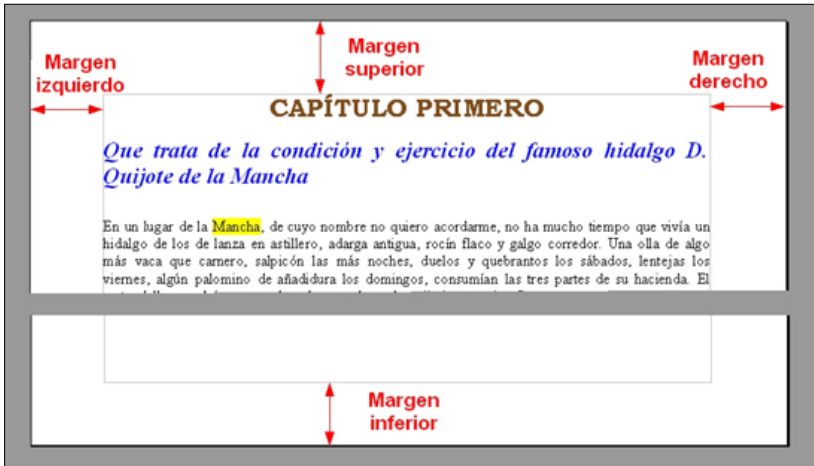 Margen
superior
Margen
izquierdo
Margen
derecho
CAPÍTULO PRIMERO
Que trata de la condición y ejercicio del famoso hidalgo D.
Quijote de la Mancha
En un lugar de la Mancha, de cuyo nombre no quiero acordarme, no ha mucho tiempo que vivía un
hidalgo de los de lanza en astillero, adarga antigua, rocín flaco y galgo corredor. Una olla de algo
más vaca que carnero, salpicón las más noches, duelos y quebrantos los sábados, lentejas los
viernes, algún palomino de añadidura los domingos, consumían las tres partes de su hacienda. El
Margen
inferior